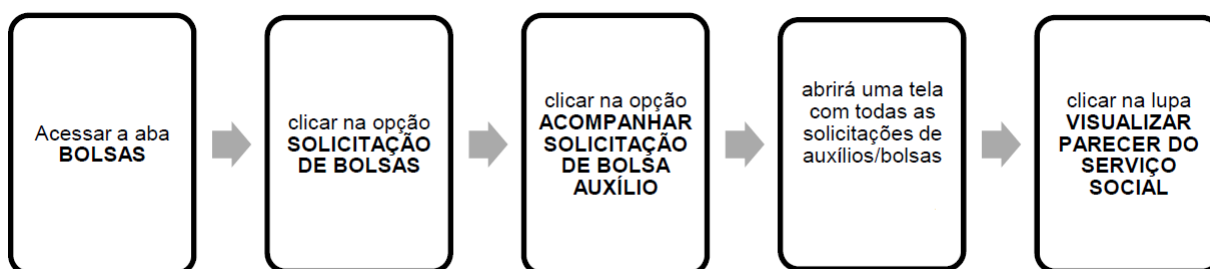 Acessar a aba
BOLSAS
clicar na opção
SOLICITAÇÃO
DE BOLSAS
clicar na opção
ACOMPANHAR
SOLICITAÇÃO
DE BOLSA
AUXÍLIO
abrirá uma tela
com todas as
solicitações de
auxílios/bolsas
clicar na lupa
VISUALIZAR
PARECER DO
SERVIÇO
SOCIAL